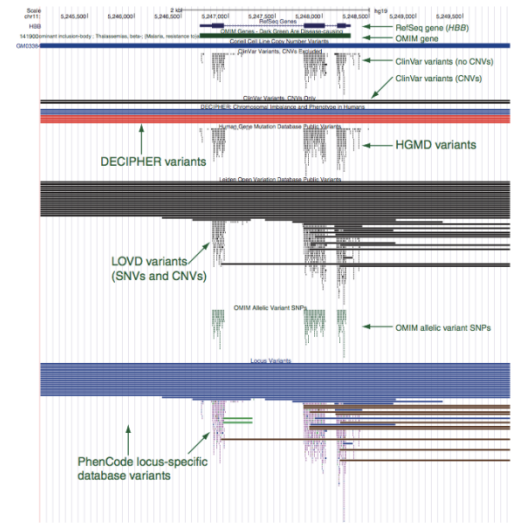 Scale 2 kb hg19
chr11: 5,245,500 5,246,000 5,246,500 5,247,000 5,247,500 5,248,000 5,248,500 5,249,000 5,249,500
RefSeq Genes
HBB
RefSeq gene (HBB)
OMIM Genes - Dark Green Are Disease-causing
OMIM gene
Coriell Cell Line Copy Number Variants
ClinVar Variants, CNVs Excluded
ClinVar variants (no CNVs)
ClinVar variants (CNVs)
ClinVar Variants, CNVs Only
DECIPHER: Chromosomal Imbalance and Phenotype in Humans
Human Gene Mutation Database Public Variants
DECIPHER variants
HGMD variants
Leiden Open Variation Database Public Variants
LOVD variants
(SNVs and CNVs)
OMIM Allelic Variant SNPs
OMIM allelic variant SNPs
Locus Variants
PhenCode locus-specific
database variants